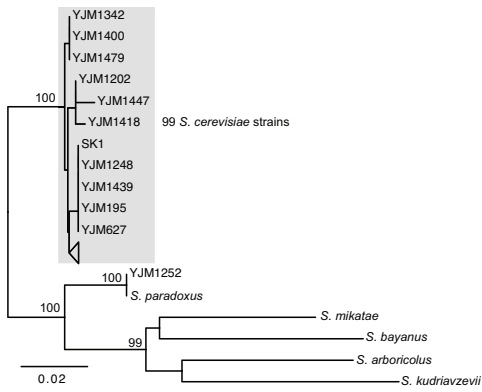 YJM1342
YJM1400
YJM1479
YJM1202
100
YJM1447
YJM1418
99 S. cerevisiae strains
SK1
YJM1248
YJM1439
YJM195
YJM627
YJM1252
100
S. paradoxus
100
S. mikatae
99
S. bayanus
S. arboricolus
0.02
S. kudriavzevii